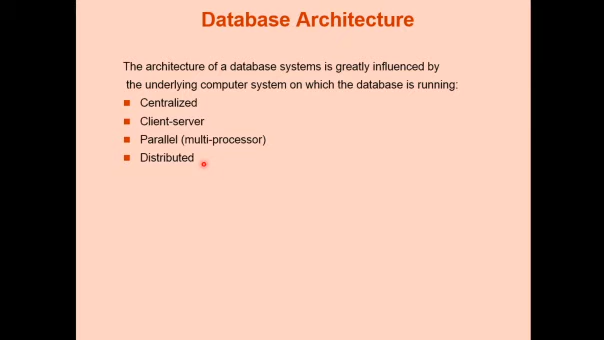 Database Architecture
The architecture of a database systems is greatly influenced by
the underlying computer system on which the database is running:
Centralized
Client-server
Parallel (multi-processor)
Distributed